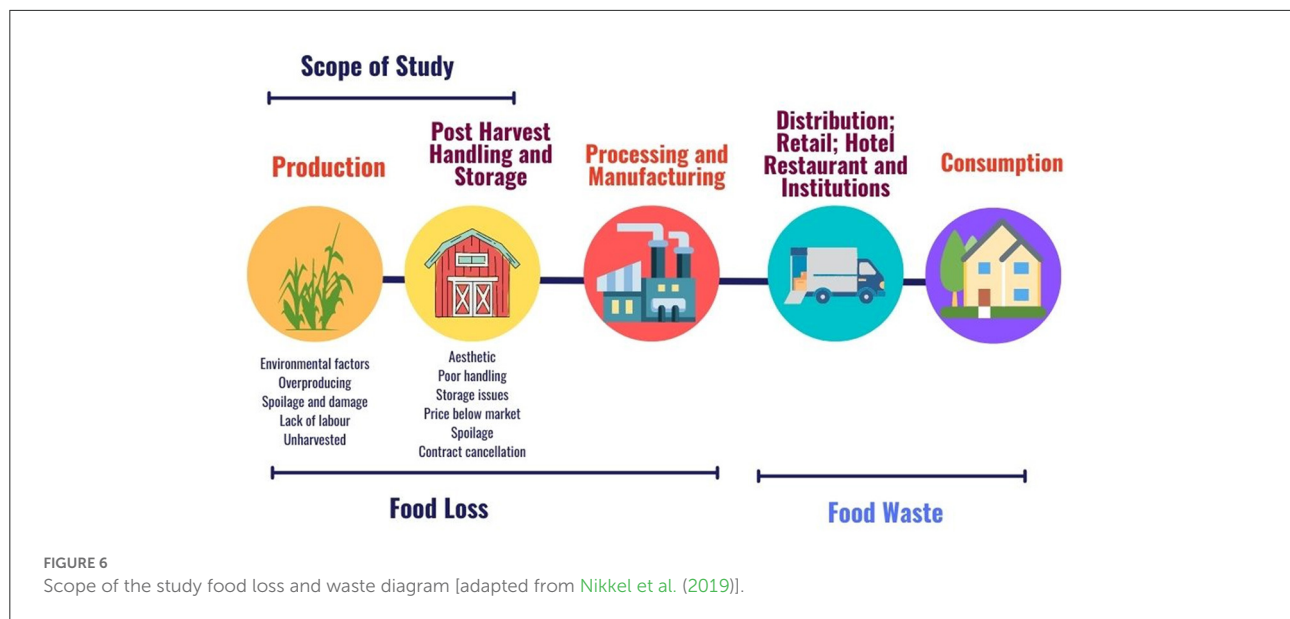 Scope of Study
Production
Post Harvest
Handling and
Storage
Processing and
Manufacturing
Distribution;
Retail; Hotel
Restaurant and
Institutions
Consumption
Environmental factors
Overproducing
Spoilage and damage
Lack of labour
Unharvested
Aesthetic
Poor handling
Storage issues
Price below market
Spoilage
Contract cancellation
Food Loss
Food Waste
FIGURE 6
Scope of the study food loss and waste diagram [adapted from Nikkel et al. (2019)].